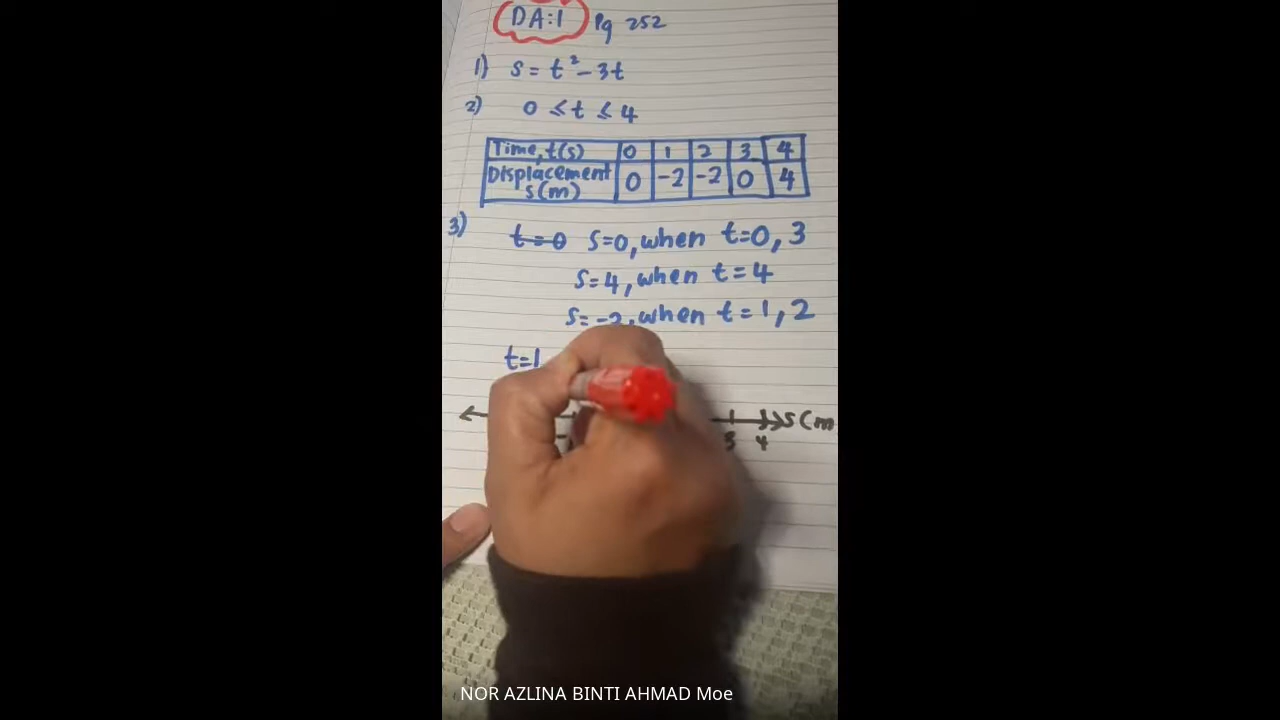 DA:1 Pg 252
1) s = t² - 3t
2) 0 ≤ t ≤ 4
Time, t(s) 0 1 2 3 4
Displacement s(m) 0 -2 -2 0 4
3) t=0 s=0, when t=0, 3
s=4, when t=4
s=-2, when t=1, 2
t=1
3 4 s(m
NOR AZLINA BINTI AHMAD Moe